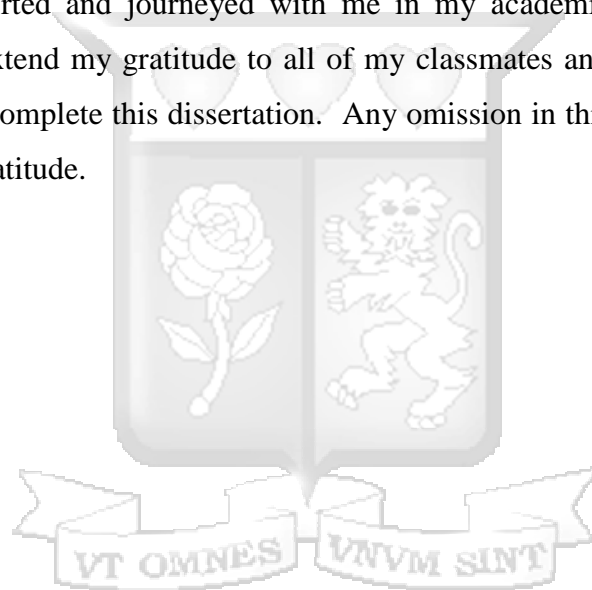 rted and journeyed with me in my academi
xtend my gratitude to all of my classmates an
omplete this dissertation. Any omission in thi
atitude.
VT OMNES VNVM SINT